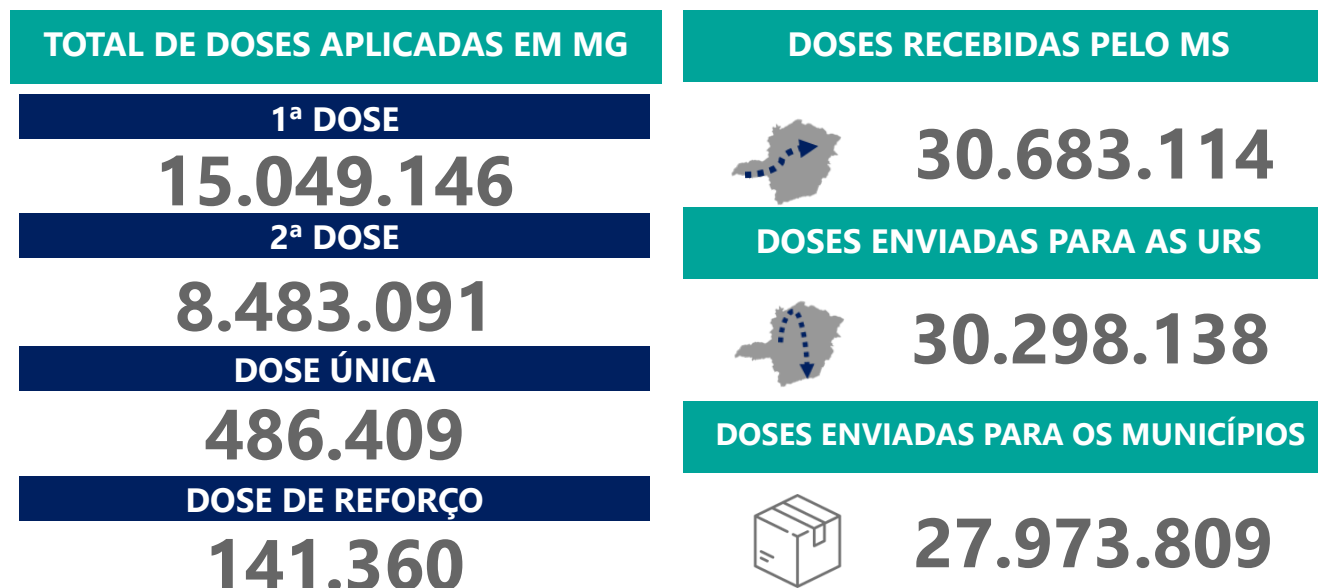 TOTAL DE DOSES APLICADAS EM MG
1ª DOSE
15.049.146
2ª DOSE
8.483.091
DOSE ÚNICA
486.409
DOSE DE REFORÇO
141.360
DOSES RECEBIDAS PELO MS
30.683.114
DOSES ENVIADAS PARA AS URS
30.298.138
DOSES ENVIADAS PARA OS MUNICÍPIOS
27.973.809